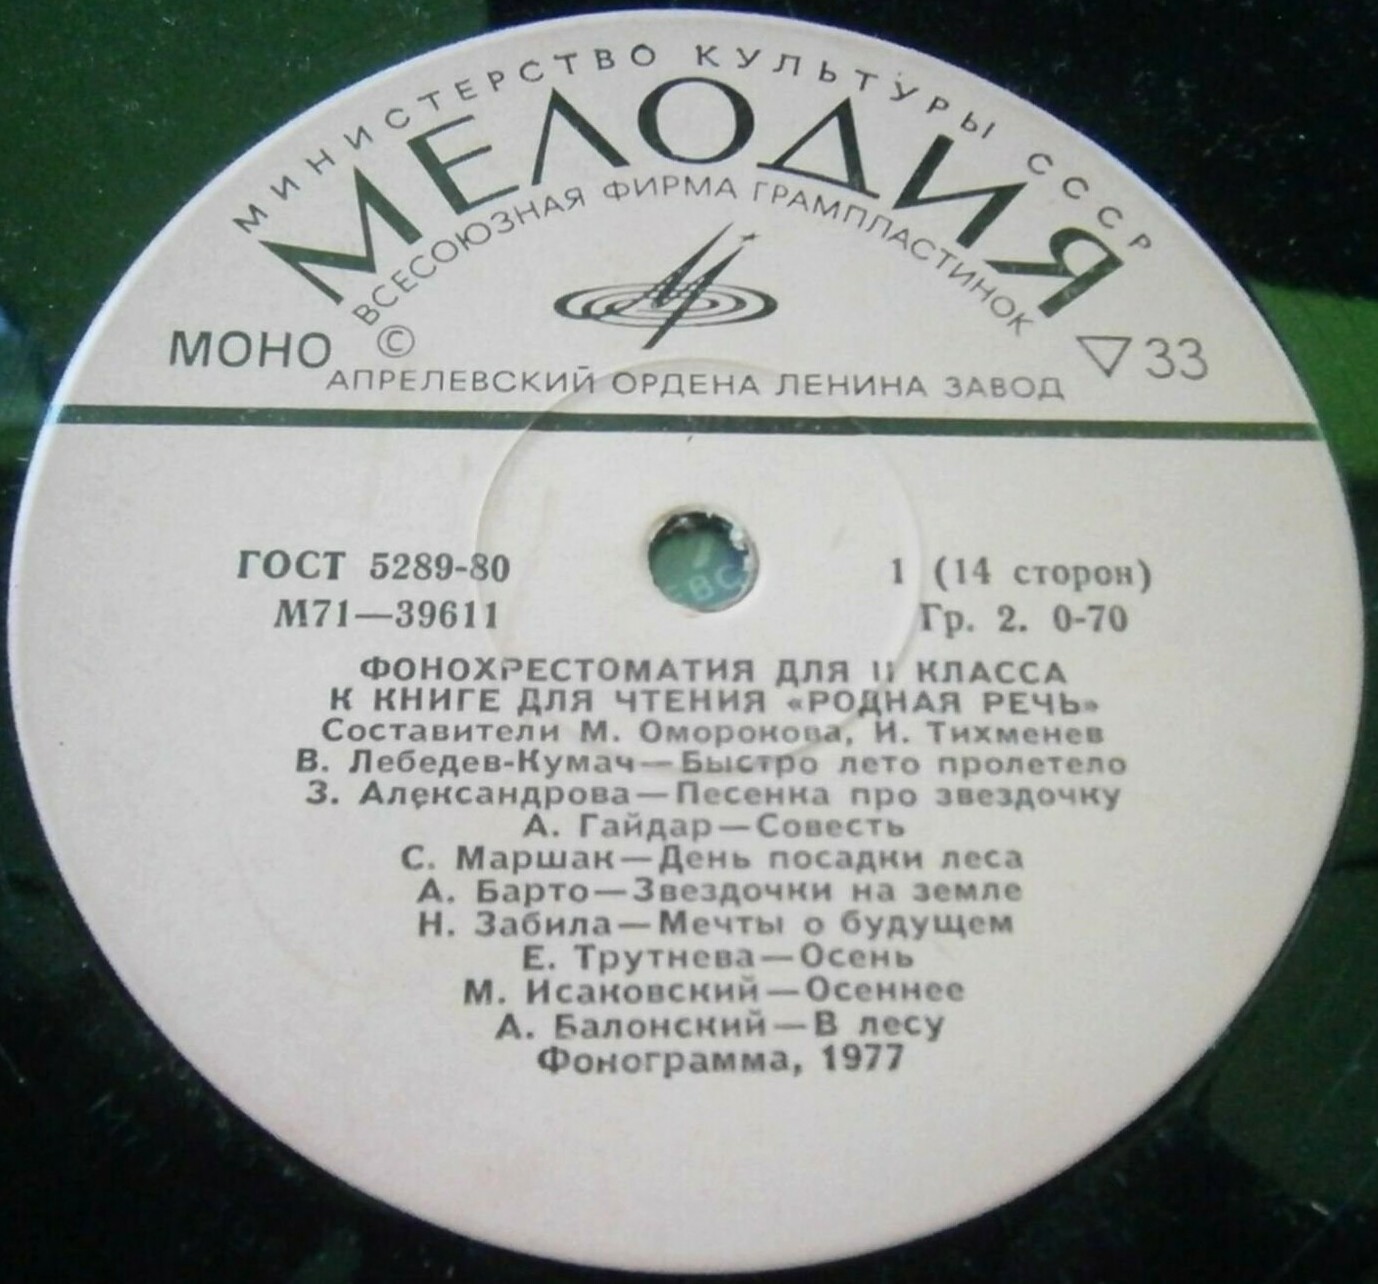 МИНИСТЕРСТВО КУЛЬТУРЫ СССР
МЕЛОДИЯ
ВСЕСОЮЗНАЯ ФИРМА ГРАМПЛАСТИНОК
МОНО © ▽33
АПРЕЛЕВСКИЙ ОРДЕНА ЛЕНИНА ЗАВОД
ГОСТ 5289-80 1 (14 сторон)
М71—39611 Гр. 2. 0-70
ФОНОХРЕСТОМАТИЯ ДЛЯ II КЛАССА
К КНИГЕ ДЛЯ ЧТЕНИЯ «РОДНАЯ РЕЧЬ»
Составители М. Оморокова, И. Тихменев
В. Лебедев-Кумач—Быстро лето пролетело
З. Александрова—Песенка про звездочку
А. Гайдар—Совесть
С. Маршак—День посадки леса
А. Барто—Звездочки на земле
Н. Забила—Мечты о будущем
Е. Трутнева—Осень
М. Исаковский—Осеннее
А. Балонский—В лесу
Фонограмма, 1977